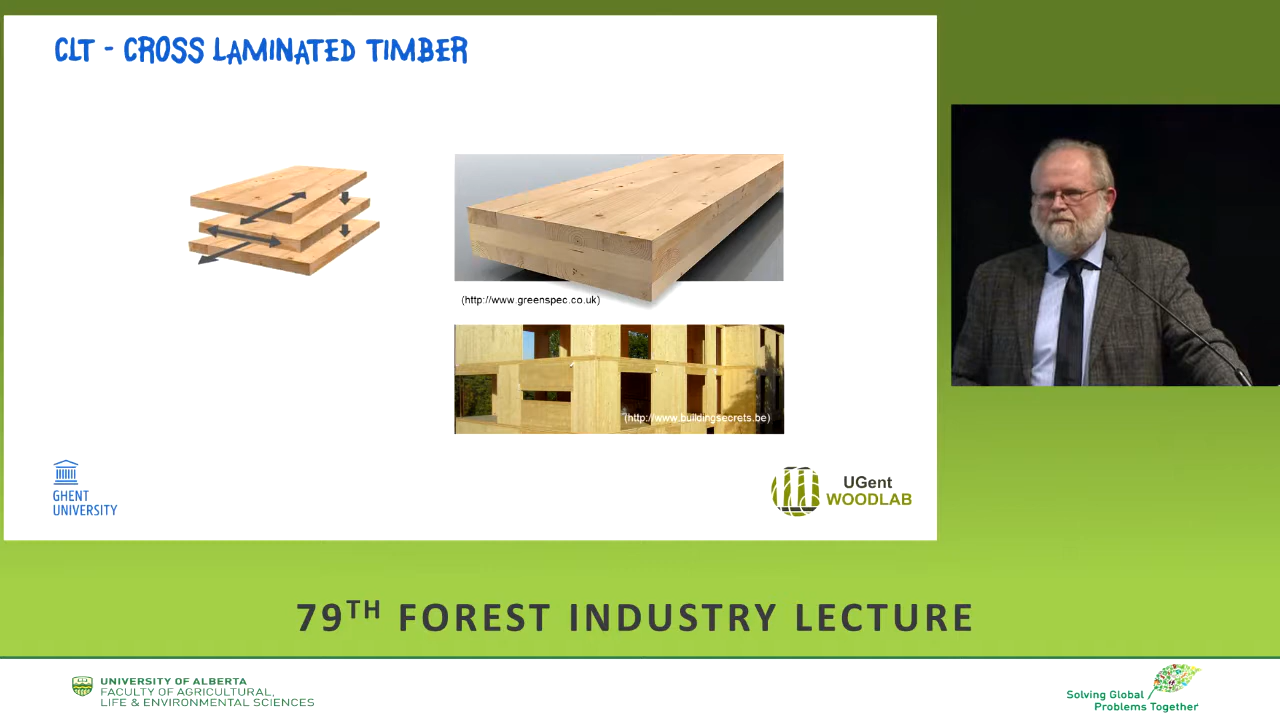 CLT - CROSS LAMINATED TIMBER
(http://www.greenspec.co.uk)
(http://www.buildingsecrets.be)
GHENT
UNIVERSITY
UGent
WOODLAB
79TH FOREST INDUSTRY LECTURE
UNIVERSITY OF ALBERTA
FACULTY OF AGRICULTURAL,
LIFE & ENVIRONMENTAL SCIENCES
Solving Global
Problems Together